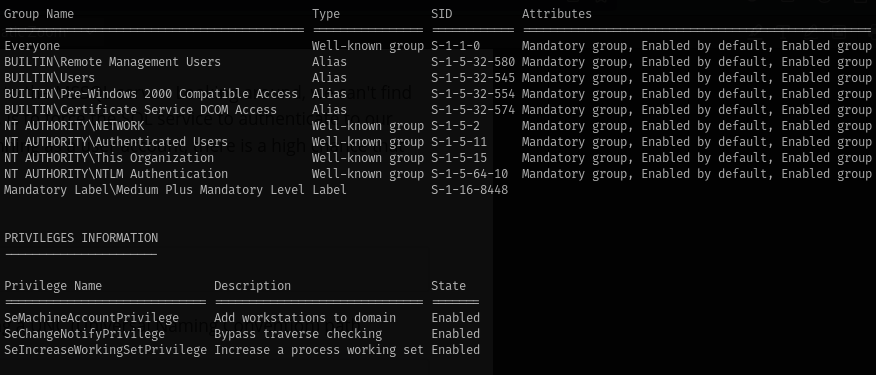 Group Name Type SID Attributes
Everyone Well-known group S-1-1-0 Mandatory group, Enabled by default, Enabled group
BUILTIN\Remote Management Users Alias S-1-5-32-580 Mandatory group, Enabled by default, Enabled group
BUILTIN\Users Alias S-1-5-32-545 Mandatory group, Enabled by default, Enabled group
BUILTIN\Pre-Windows 2000 Compatible Access Alias S-1-5-32-554 Mandatory group, Enabled by default, Enabled group
BUILTIN\Certificate Service DCOM Access Alias S-1-5-32-574 Mandatory group, Enabled by default, Enabled group
NT AUTHORITY\NETWORK Well-known group S-1-5-2 Mandatory group, Enabled by default, Enabled group
NT AUTHORITY\Authenticated Users Well-known group S-1-5-11 Mandatory group, Enabled by default, Enabled group
NT AUTHORITY\This Organization Well-known group S-1-5-15 Mandatory group, Enabled by default, Enabled group
NT AUTHORITY\NTLM Authentication Well-known group S-1-5-64-10 Mandatory group, Enabled by default, Enabled group
Mandatory Label\Medium Plus Mandatory Level Label S-1-16-8448
PRIVILEGES INFORMATION
Privilege Name Description State
SeMachineAccountPrivilege Add workstations to domain Enabled
SeChangeNotifyPrivilege Bypass traverse checking Enabled
SeIncreaseWorkingSetPrivilege Increase a process working set Enabled